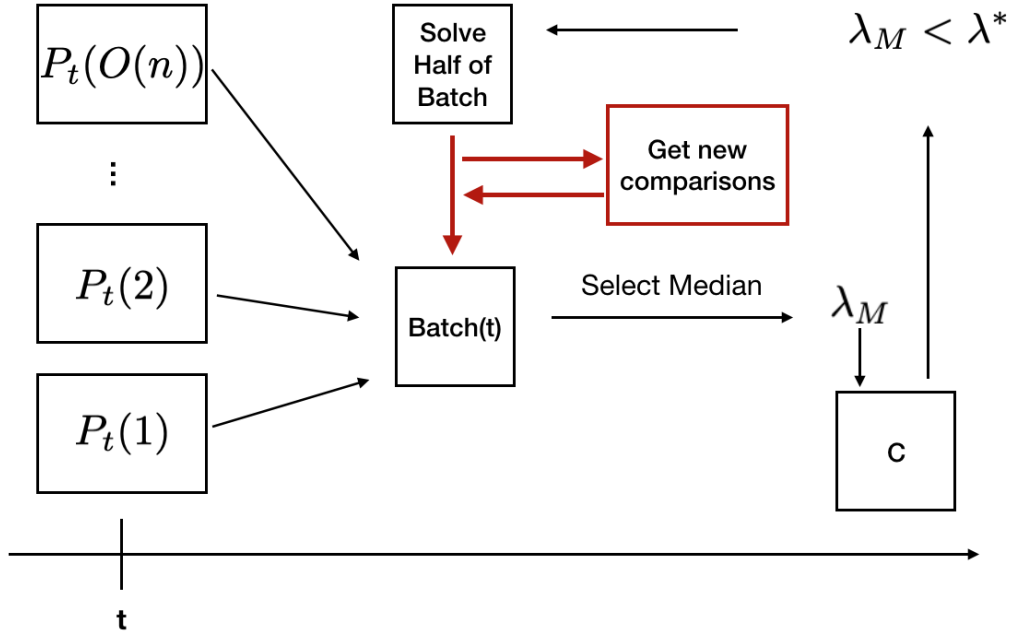 P_t(O(n))
⋮
P_t(2)
P_t(1)
Solve
Half of
Batch
λ_M < λ*
Get new
comparisons
Batch(t)
Select Median
λ_M
C
t